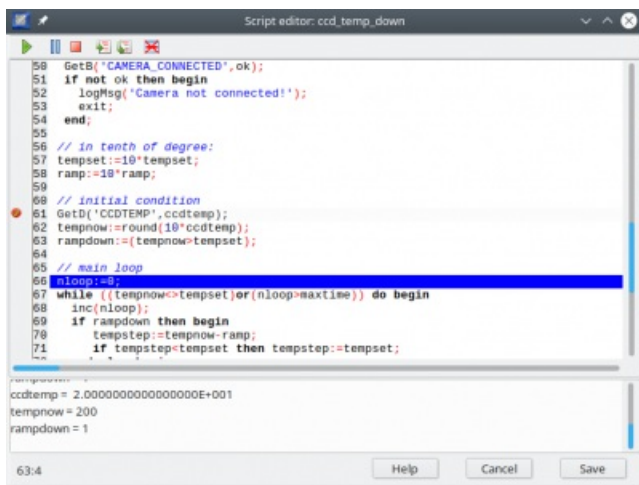 Script editor: ccd_temp_down
50 GetB('CAMERA_CONNECTED',ok);
51 if not ok then begin
52 logMsg('Camera not connected!');
53 exit;
54 end;
55
56 // in tenth of degree:
57 tempset:=10*tempset;
58 ramp:=10*ramp;
59
60 // initial condition
61 GetD('CCDTEMP',ccdtemp);
62 tempnow:=round(10*ccdtemp);
63 rampdown:=(tempnow>tempset);
64
65 // main loop
66 nloop:=0;
67 while ((tempnow<>tempset)or(nloop>maxtime)) do begin
68 inc(nloop);
69 if rampdown then begin
70 tempstep:=tempnow-ramp;
71 if tempstep<tempset then tempstep:=tempset;
ccdtemp = 2.0000000000000000E+001
tempnow = 200
rampdown = 1
63:4
Help Cancel Save